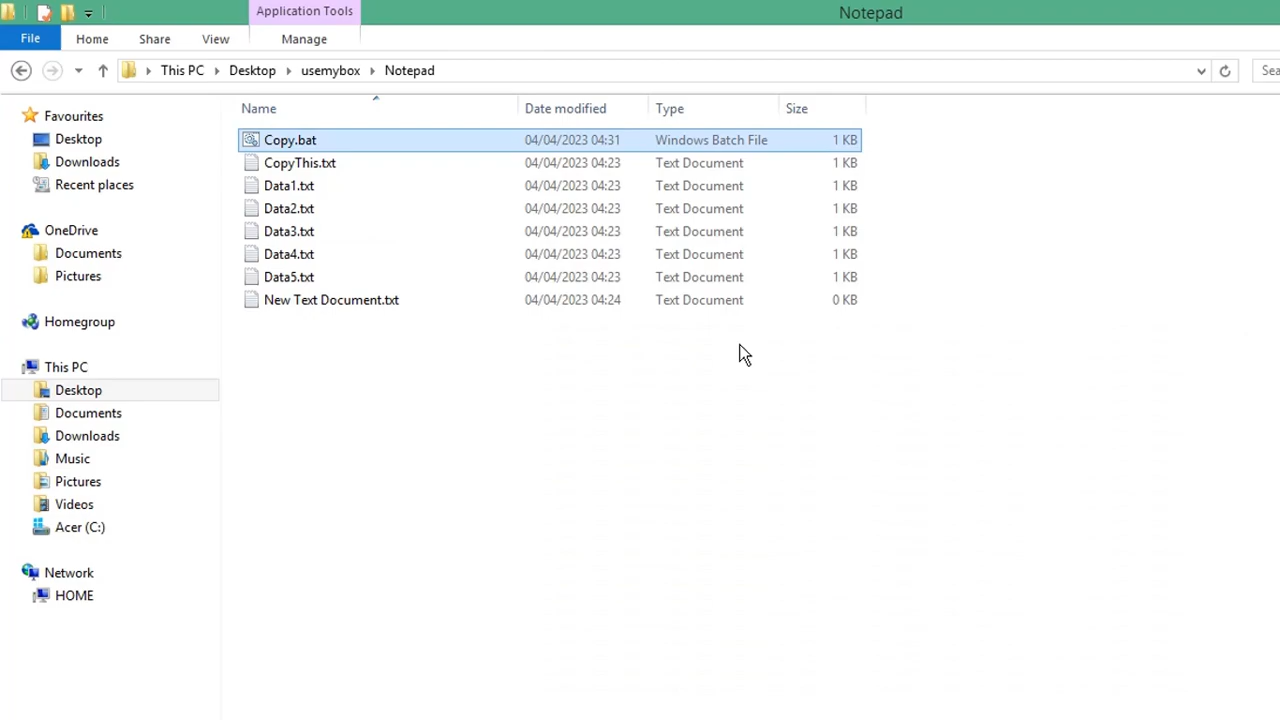 Application Tools
Notepad
File Home Share View Manage
This PC Desktop usemybox Notepad Sea
Name Date modified Type Size
Favourites
Desktop
Downloads
Recent places
OneDrive
Documents
Pictures
Homegroup
This PC
Desktop
Documents
Downloads
Music
Pictures
Videos
Acer (C:)
Network
HOME
Copy.bat 04/04/2023 04:31 Windows Batch File 1 KB
CopyThis.txt 04/04/2023 04:23 Text Document 1 KB
Data1.txt 04/04/2023 04:23 Text Document 1 KB
Data2.txt 04/04/2023 04:23 Text Document 1 KB
Data3.txt 04/04/2023 04:23 Text Document 1 KB
Data4.txt 04/04/2023 04:23 Text Document 1 KB
Data5.txt 04/04/2023 04:23 Text Document 1 KB
New Text Document.txt 04/04/2023 04:24 Text Document 0 KB